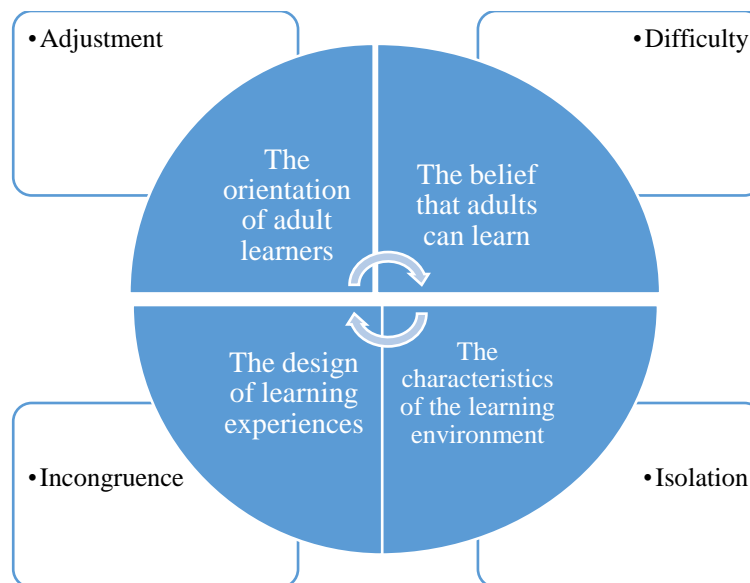 •Adjustment
•Difficulty
The
orientation
of adult
learners
The belief
that adults
can learn
The design
of learning
experiences
The
characteristics
of the learning
environment
•Incongruence
•Isolation